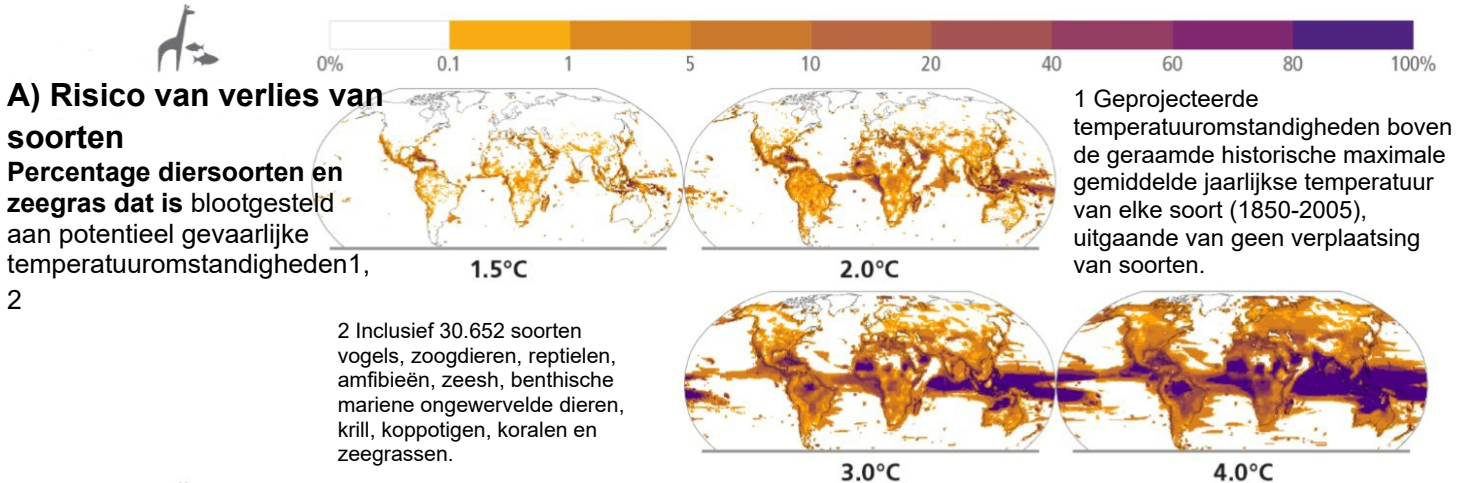 0% 0.1 1 5 10 20 40 60 80 100%
A) Risico van verlies van
soorten
Percentage diersoorten en
zeegras dat is blootgesteld
aan potentieel gevaarlijke
temperatuuromstandigheden1,
2
1.5°C
2.0°C
1 Geprojecteerde
temperatuuromstandigheden boven
de geraamde historische maximale
gemiddelde jaarlijkse temperatuur
van elke soort (1850-2005),
uitgaande van geen verplaatsing
van soorten.
2 Inclusief 30.652 soorten
vogels, zoogdieren, reptielen,
amfibieën, zeesh, benthische
mariene ongewervelde dieren,
krill, koppotigen, koralen en
zeegrassen.
3.0°C
4.0°C